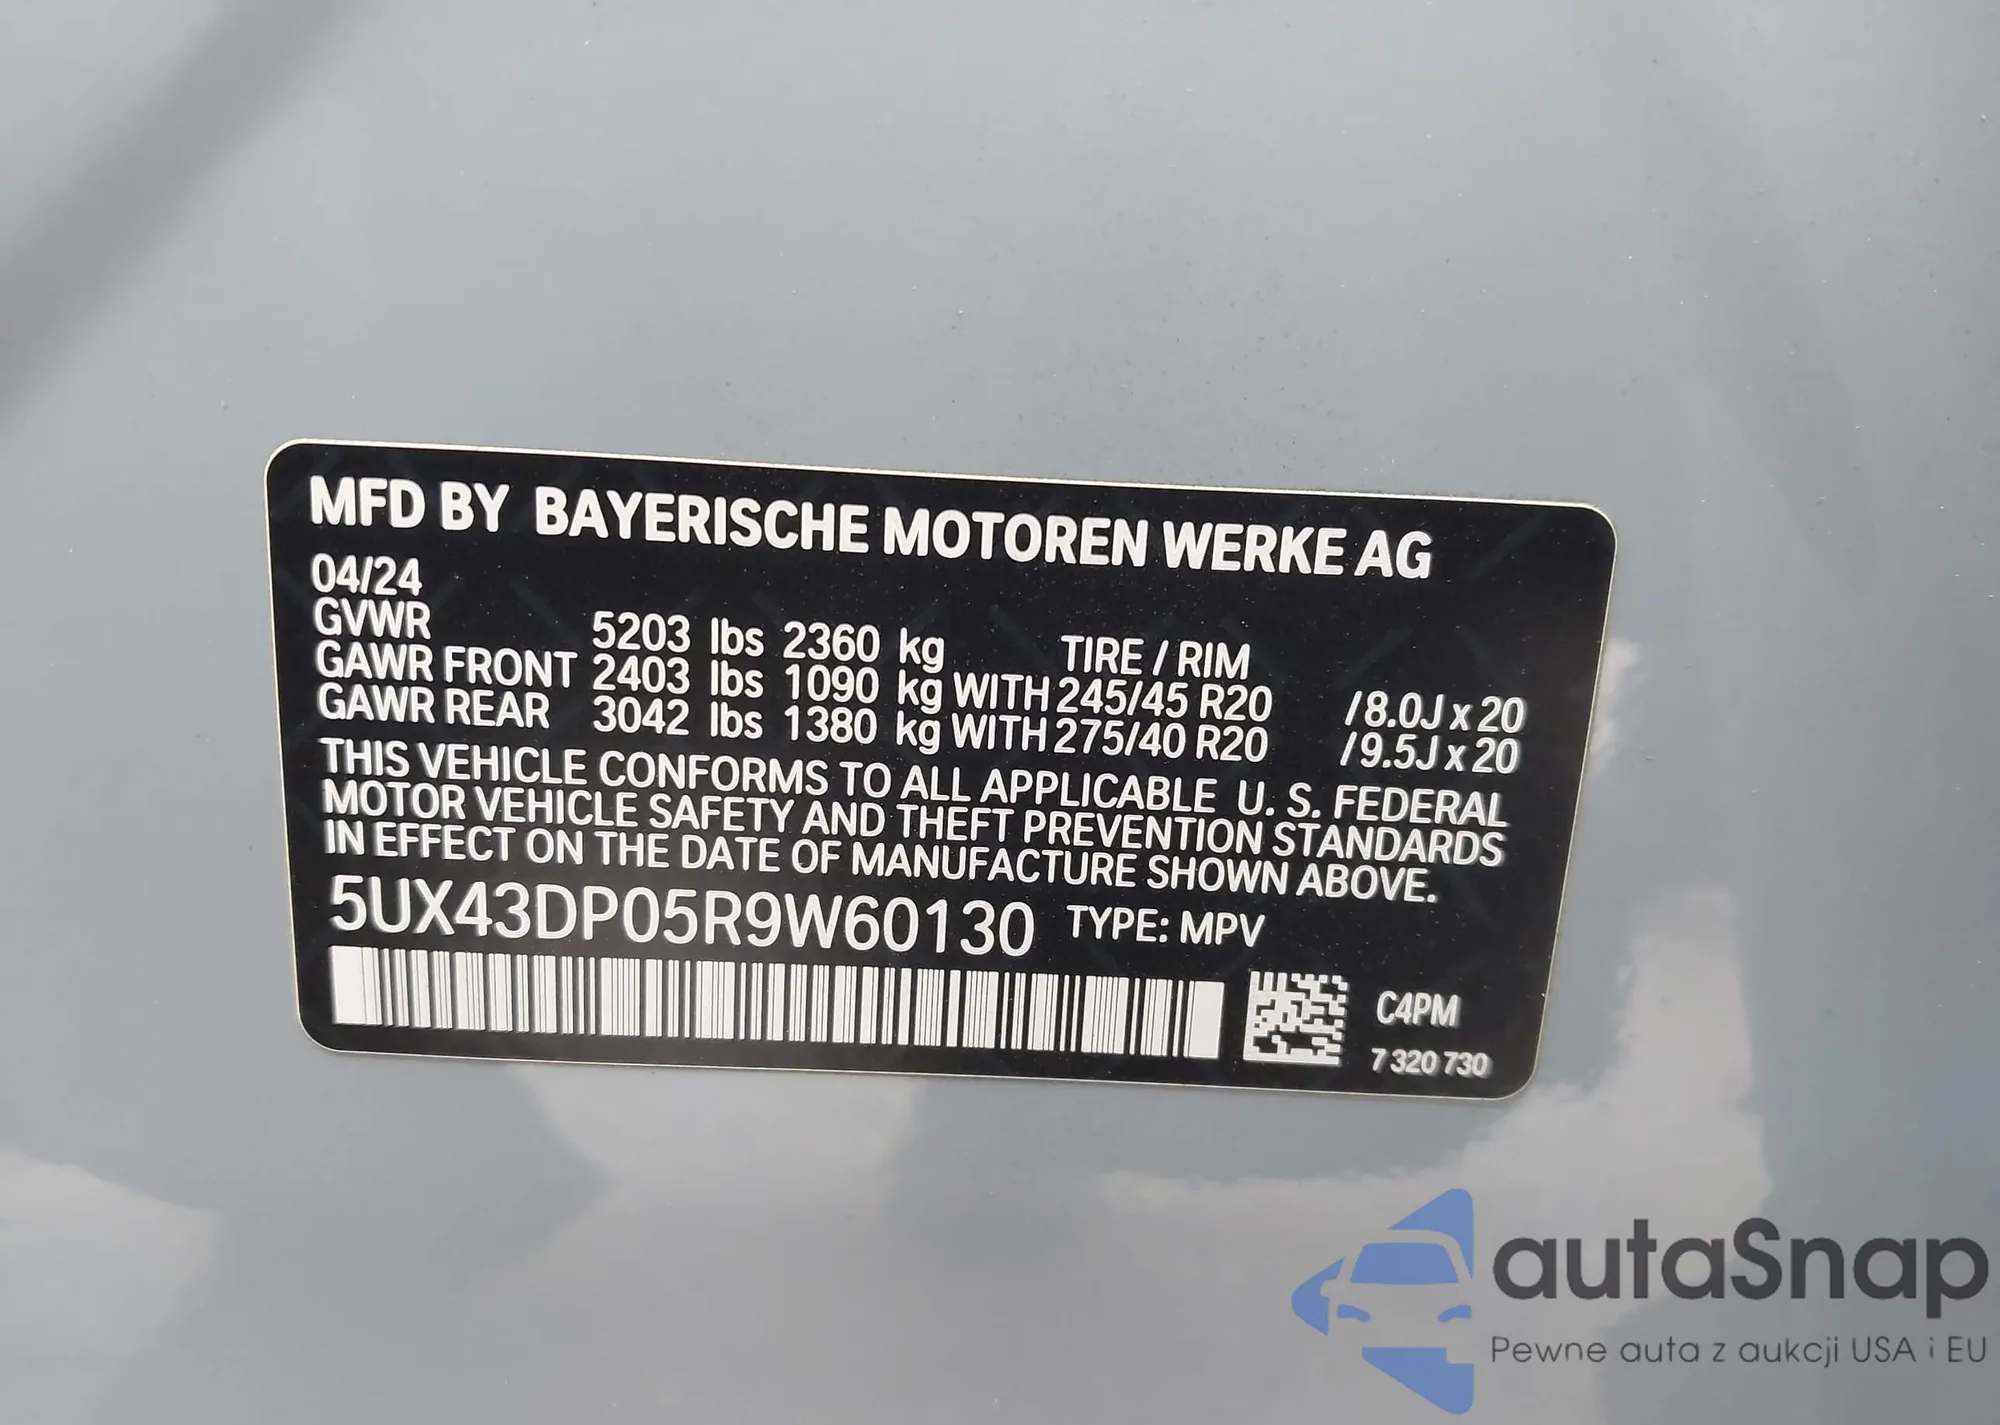 MFD BY BAYERISCHE MOTOREN WERKE AG
04/24
GVWR 5203 lbs 2360 kg TIRE / RIM
GAWR FRONT 2403 lbs 1090 kg WITH 245/45 R20 /8.0J x 20
GAWR REAR 3042 lbs 1380 kg WITH 275/40 R20 /9.5J x 20
THIS VEHICLE CONFORMS TO ALL APPLICABLE U. S. FEDERAL
MOTOR VEHICLE SAFETY AND THEFT PREVENTION STANDARDS
IN EFFECT ON THE DATE OF MANUFACTURE SHOWN ABOVE.
5UX43DP05R9W60130 TYPE: MPV
C4PM
7 320 730
autaSnap
Pewne auta z aukcji USA i EU